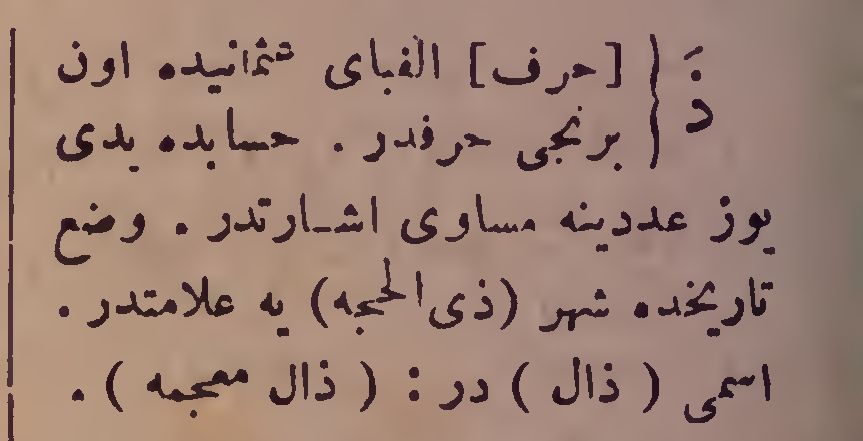 ذَ { [حرف] الفبای عثمانیده اون
برنجی حرفدر . حسابده یدی
یوز عددینه مساوی اشـارتدر . وضع
تاریخده شهر (ذی الحجه) یه علامتدر .
اسمی ( ذال ) در : ( ذال معجمه ) .